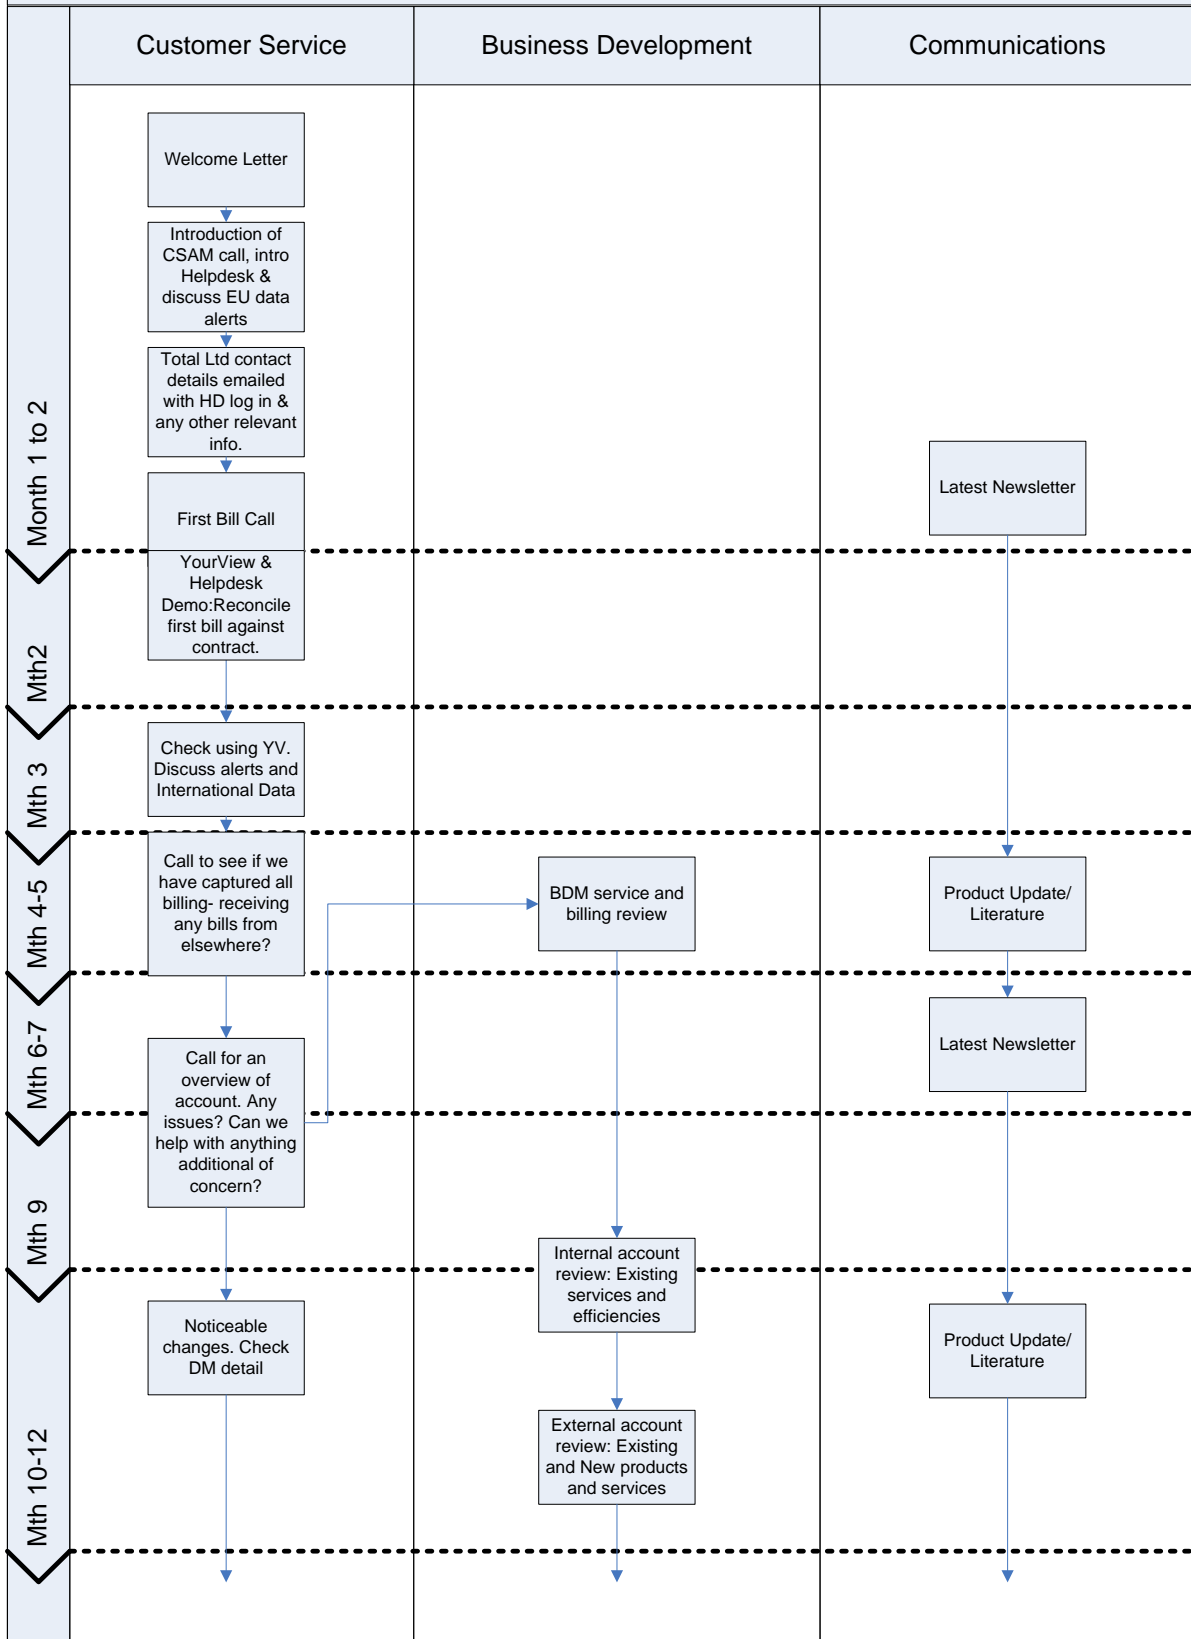 Customer Service
Business Development
Communications
Month 1 to 2
Welcome Letter
Introduction of
CSAM call, intro
Helpdesk &
discuss EU data
alerts
Total Ltd contact
details emailed
with HD log in &
any other relevant
info.
First Bill Call
Latest Newsletter
Mth2
YourView &
Helpdesk
Demo:Reconcile
first bill against
contract.
Mth 3
Check using YV.
Discuss alerts and
International Data
Mth 4-5
Call to see if we
have captured all
billing- receiving
any bills from
elsewhere?
BDM service and
billing review
Product Update/
Literature
Mth 6-7
Call for an
overview of
account. Any
issues? Can we
help with anything
additional of
concern?
Latest Newsletter
Mth 9
Internal account
review: Existing
services and
efficiencies
Mth 10-12
Noticeable
changes. Check
DM detail
Product Update/
Literature
External account
review: Existing
and New products
and services